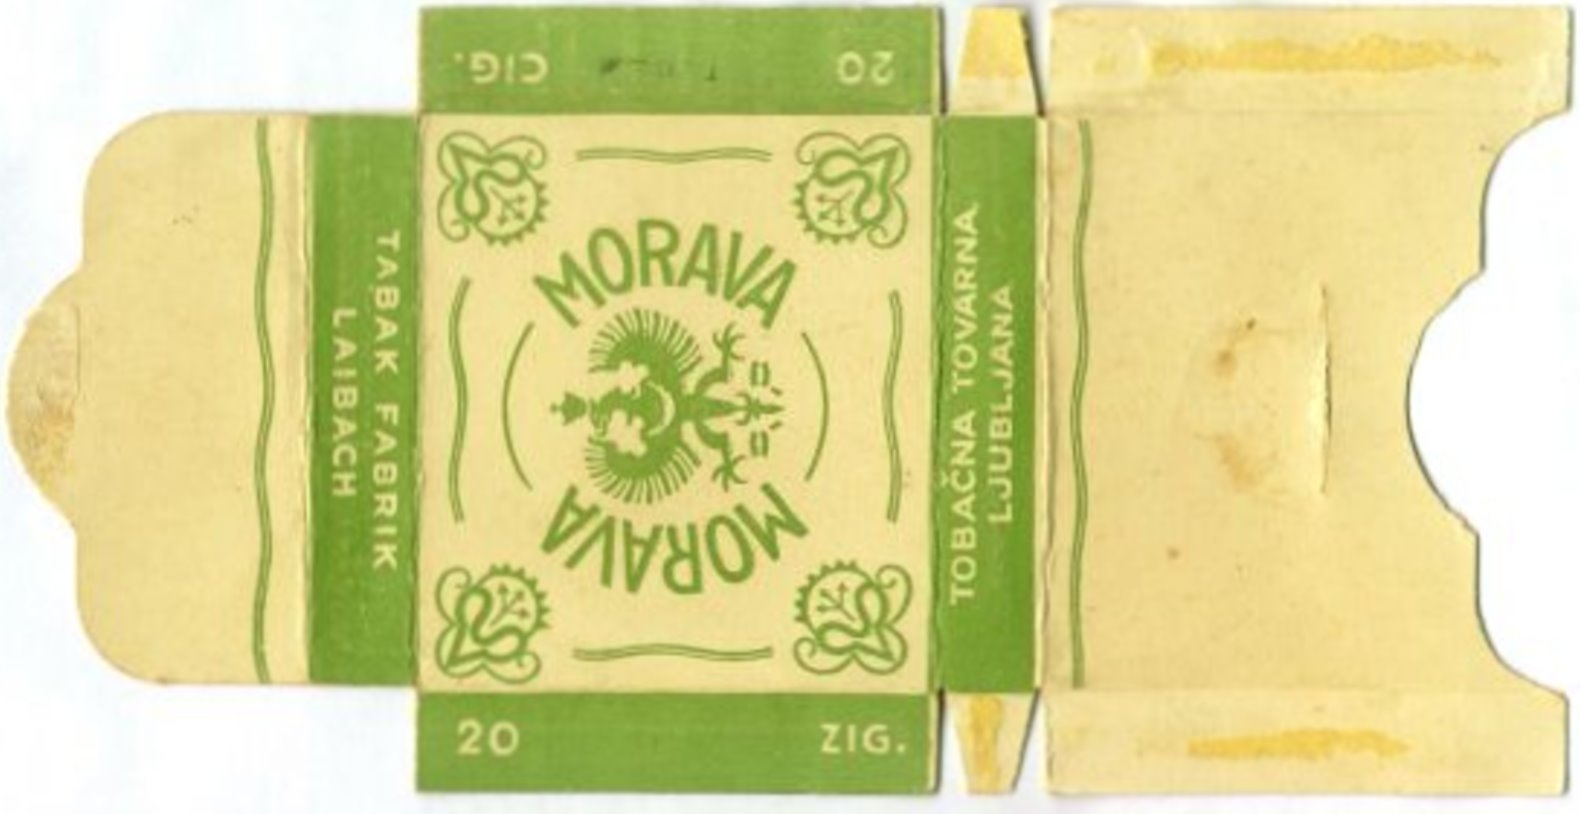 20 CIG.
TABAK FABRIK
LAIBACH
MORAVA
MORAVA
TOBAČNA TOVARNA
LJUBLJANA
20 ZIG.